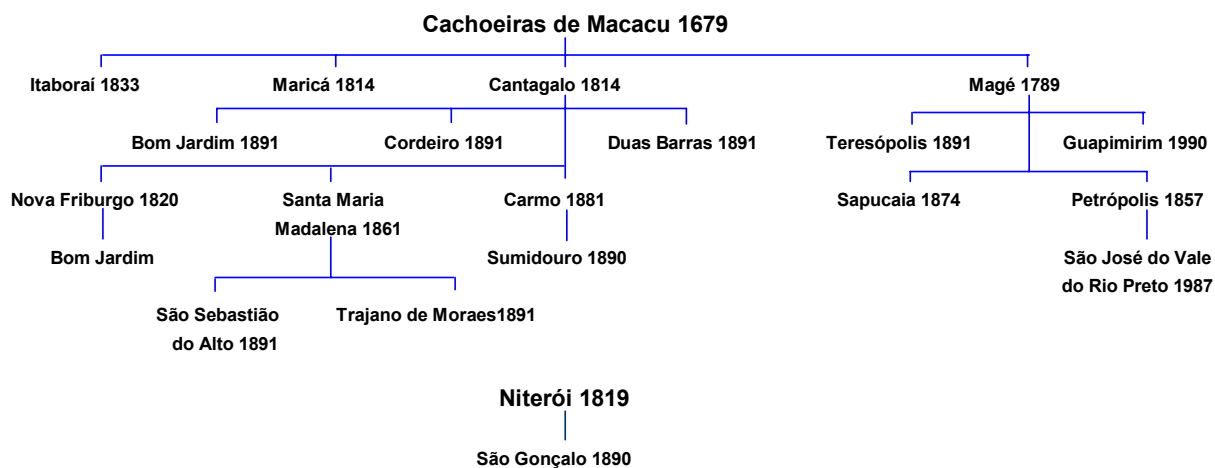 Cachoeiras de Macacu 1679
Itaboraí 1833 Maricá 1814 Cantagalo 1814 Magé 1789
Bom Jardim 1891 Cordeiro 1891 Duas Barras 1891 Teresópolis 1891 Guapimirim 1990
Nova Friburgo 1820 Santa Maria Carmo 1881 Sapucaia 1874 Petrópolis 1857
Madalena 1861
Bom Jardim Sumidouro 1890 São José do Vale
do Rio Preto 1987
São Sebastião Trajano de Moraes1891
do Alto 1891
Niterói 1819
São Gonçalo 1890